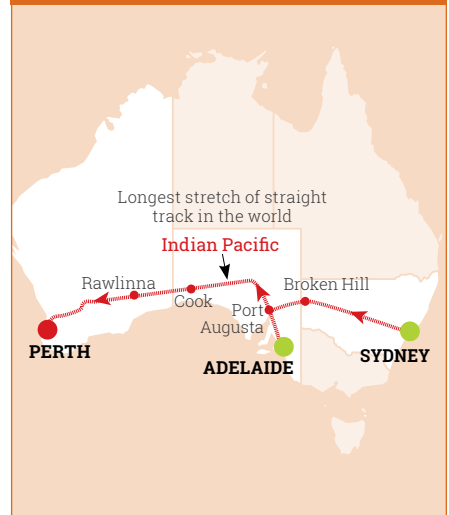 Longest stretch of straight
track in the world
Indian Pacific
Rawlinna
Cook
Port
Augusta
Broken Hill
PERTH
ADELAIDE
SYDNEY